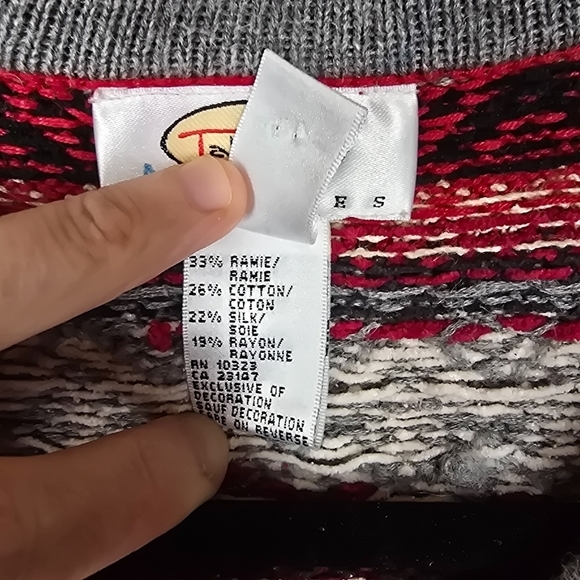 E S
33% RAMIE/
RAMIE
26% COTTON/
COTON
22% SILK/
SOIE
19% RAYON/
RAYONNE
RN 10323
CA 23147
EXCLUSIVE OF
DECORATION
SAUF DECORATION
CARE ON REVERSE